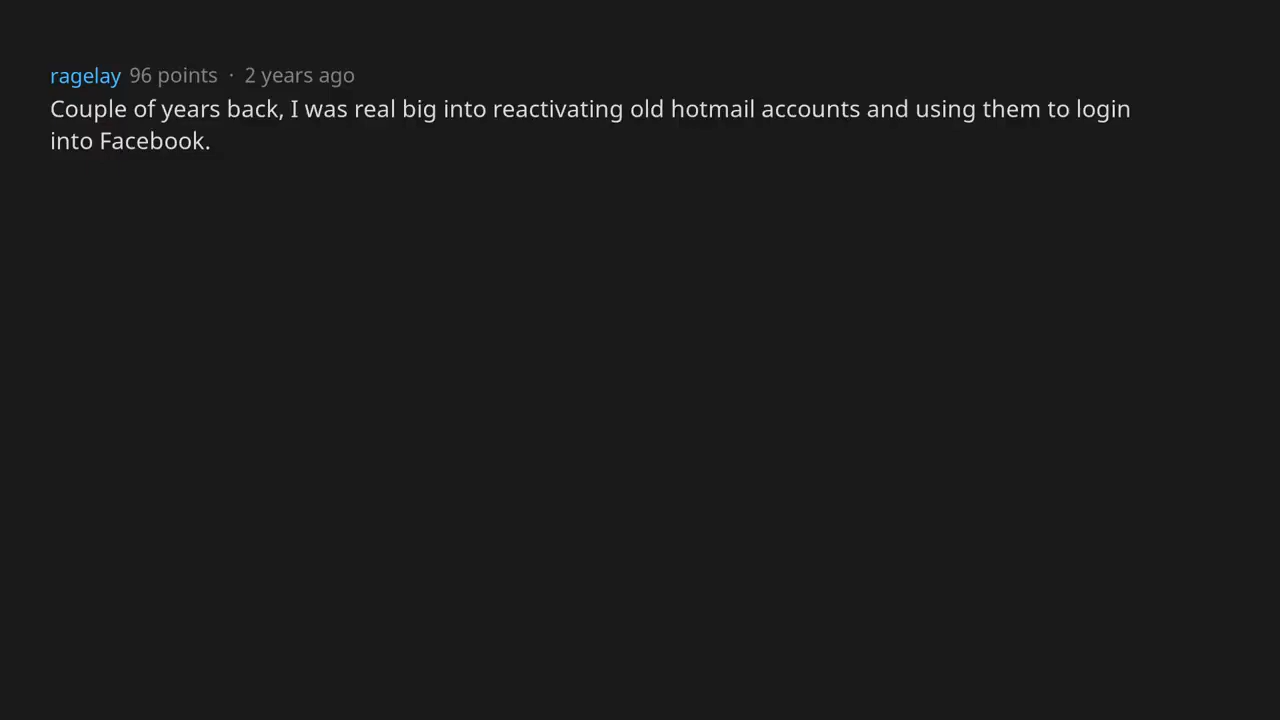 ragelay 96 points · 2 years ago
Couple of years back, I was real big into reactivating old hotmail accounts and using them to login
into Facebook.